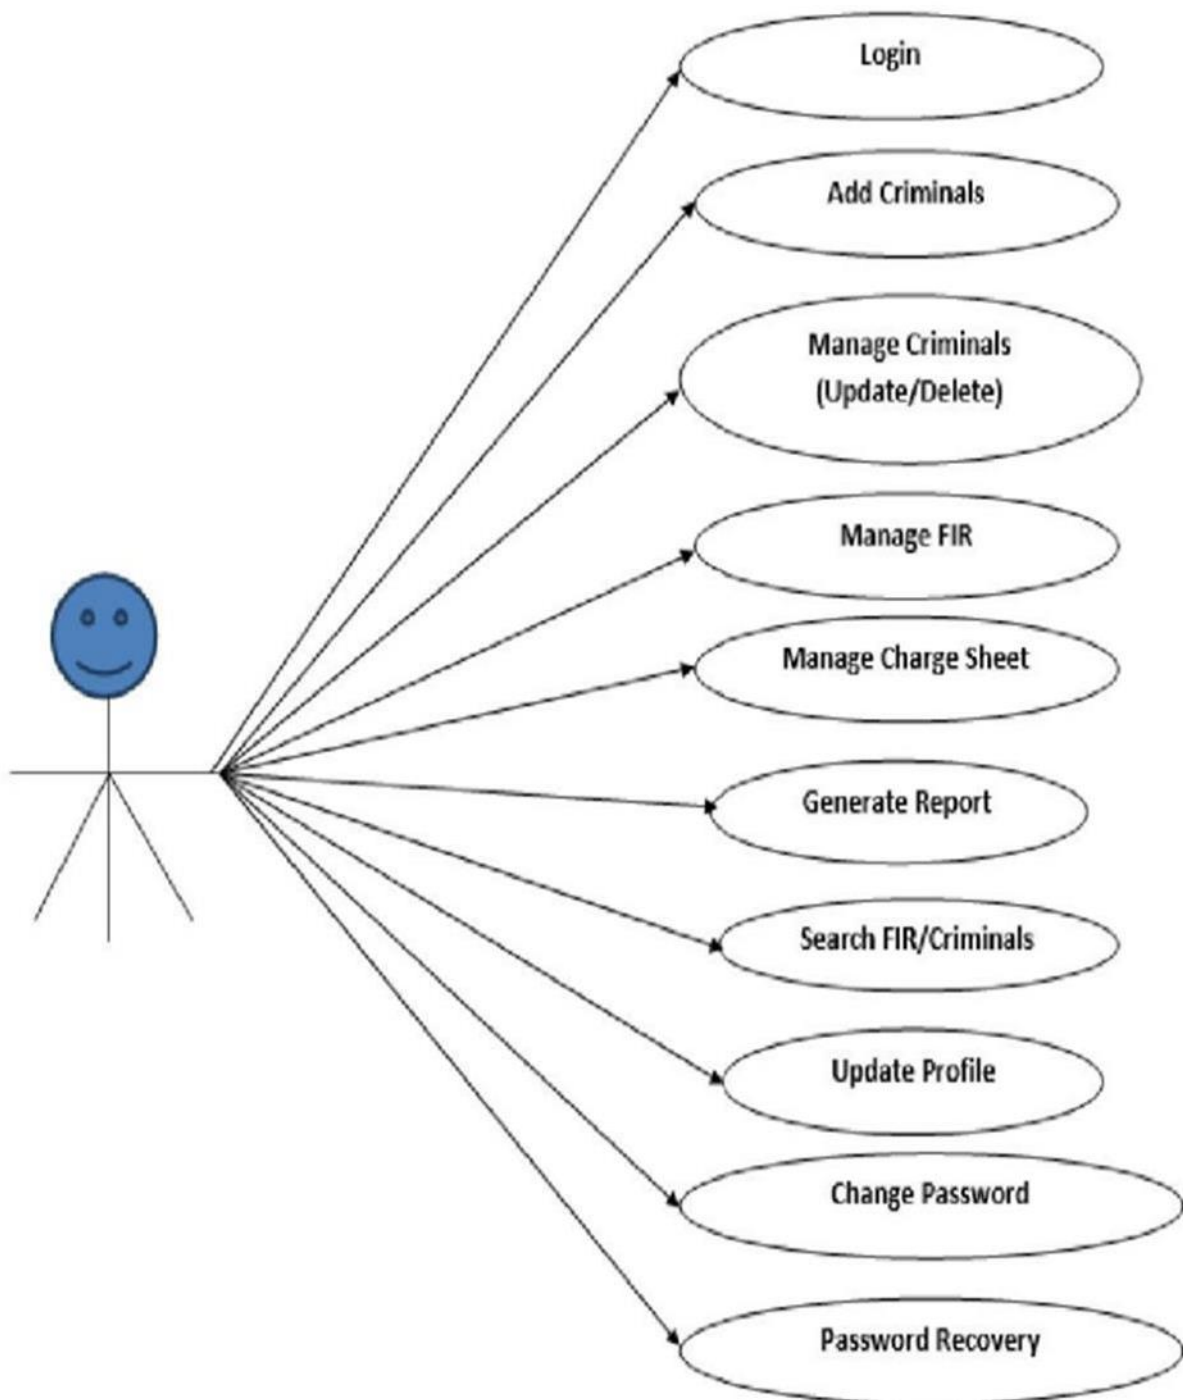 Login
Add Criminals
Manage Criminals
(Update/Delete)
Manage FIR
Manage Charge Sheet
Generate Report
Search FIR/Criminals
Update Profile
Change Password
Password Recovery